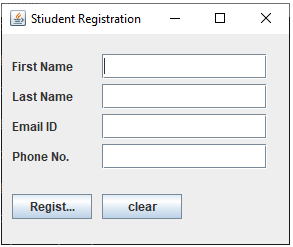 Stiudent Registration
First Name
Last Name
Email ID
Phone No.
Regist... clear